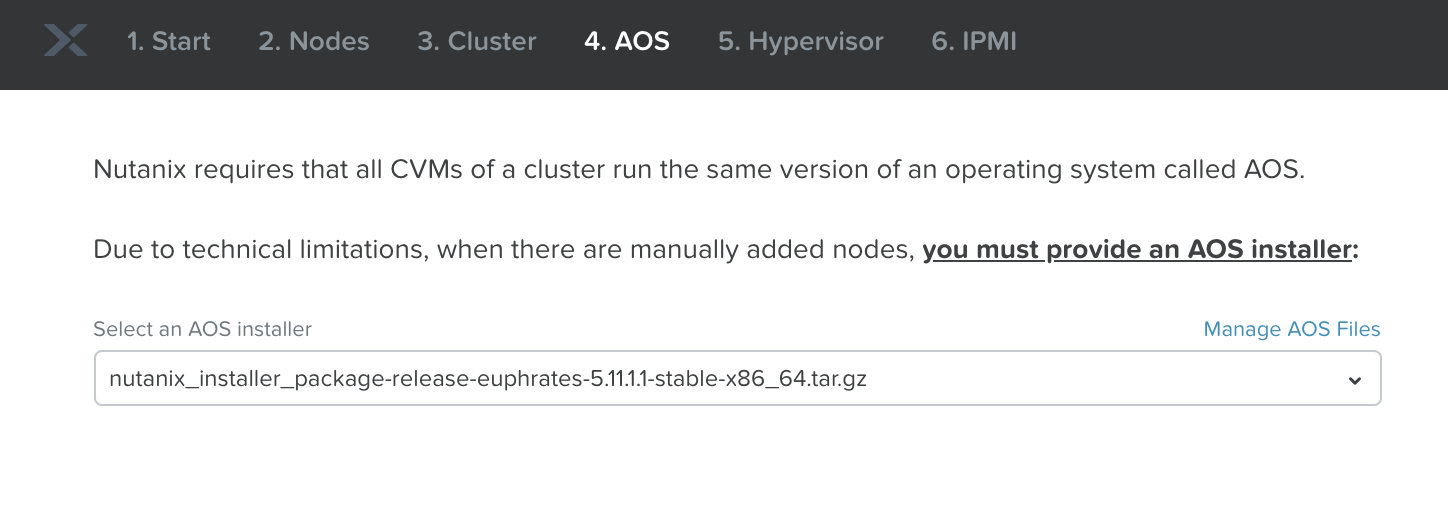 1. Start 2. Nodes 3. Cluster 4. AOS 5. Hypervisor 6. IPMI
Nutanix requires that all CVMs of a cluster run the same version of an operating system called AOS.
Due to technical limitations, when there are manually added nodes, you must provide an AOS installer:
Select an AOS installer Manage AOS Files
nutanix_installer_package-release-euphrates-5.11.1.1-stable-x86_64.tar.gz